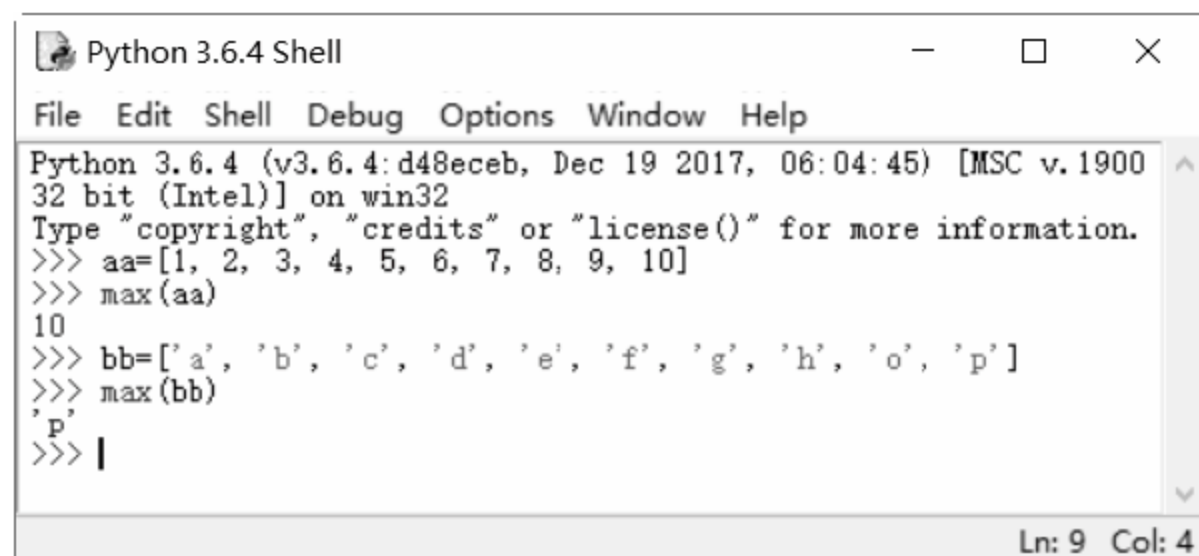 Python 3.6.4 Shell
File Edit Shell Debug Options Window Help
Python 3.6.4 (v3.6.4:d48eceb, Dec 19 2017, 06:04:45) [MSC v.1900
32 bit (Intel)] on win32
Type "copyright", "credits" or "license()" for more information.
>>> aa=[1, 2, 3, 4, 5, 6, 7, 8, 9, 10]
>>> max(aa)
10
>>> bb=['a', 'b', 'c', 'd', 'e', 'f', 'g', 'h', 'o', 'p']
>>> max(bb)
'p'
>>>
Ln: 9 Col: 4